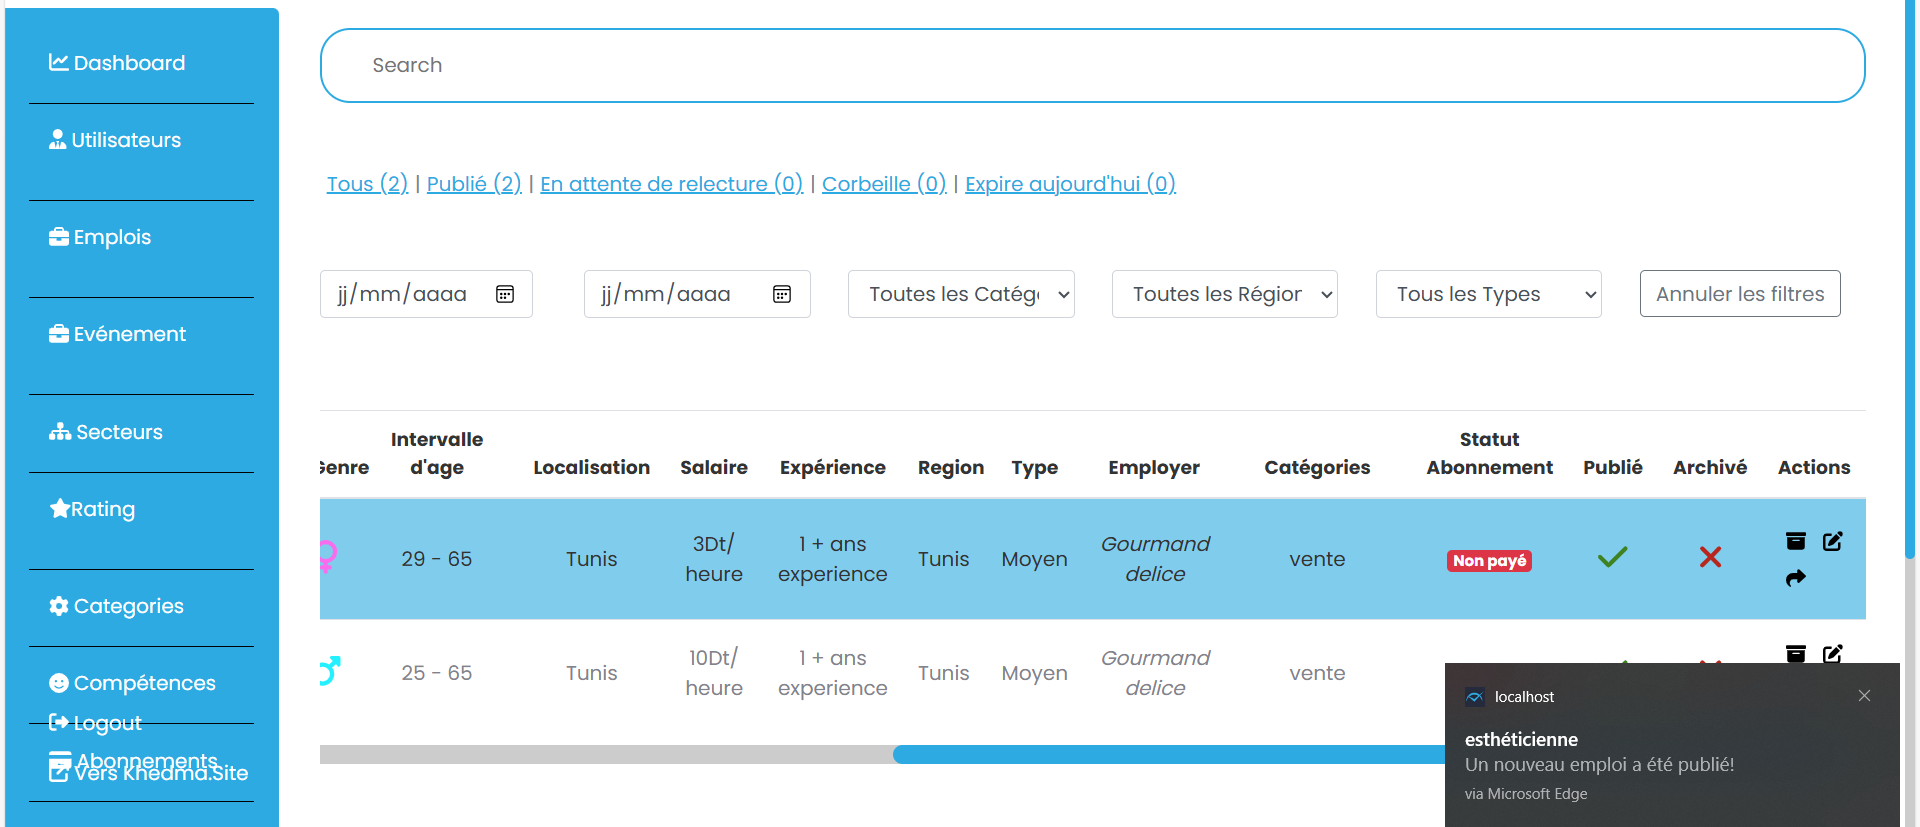 Dashboard
Utilisateurs
Emplois
Evénement
Secteurs
Rating
Categories
Compétences
Logout
Abonnements
Vers Khedma.Site
Search
Tous (2) | Publié (2) | En attente de relecture (0) | Corbeille (0) | Expire aujourd'hui (0)
jj/mm/aaaa jj/mm/aaaa Toutes les Catég Toutes les Région Tous les Types Annuler les filtres
Intervalle Statut
Genre d'age Localisation Salaire Expérience Region Type Employer Catégories Abonnement Publié Archivé Actions
3Dt/ 1 + ans Gourmand
29 - 65 Tunis Tunis Moyen vente Non payé
heure experience delice
10Dt/ 1 + ans Gourmand
25 - 65 Tunis Tunis Moyen vente
heure experience delice
localhost
esthéticienne
Un nouveau emploi a été publié!
via Microsoft Edge